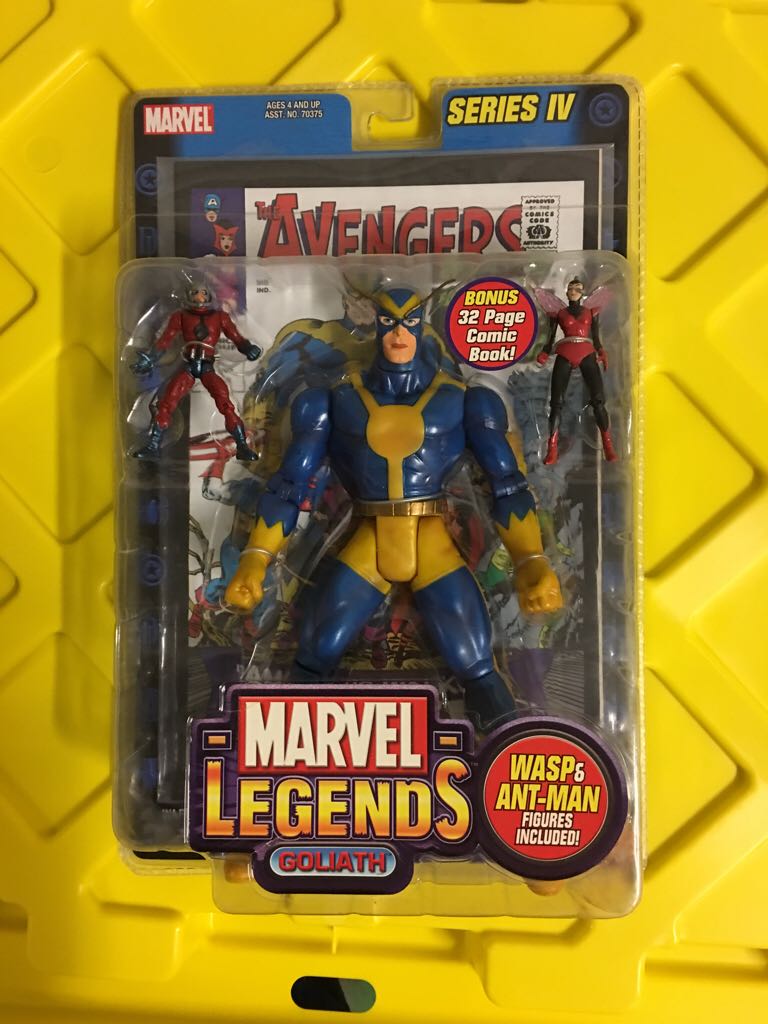 MARVEL
AGES 4 AND UP
ASST. NO. 70375
SERIES IV
THE AVENGERS
APPROVED
BY THE
COMICS
CODE
AUTHORITY
IND.
BONUS
32 Page
Comic
Book!
MARVEL
LEGENDS
GOLIATH
WASP &
ANT-MAN
FIGURES
INCLUDED!